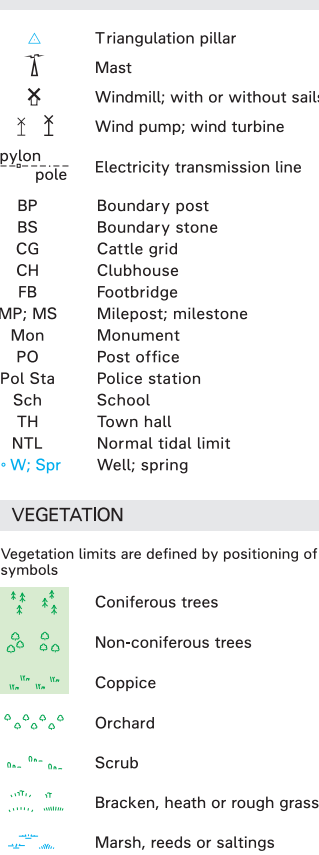 Triangulation pillar
Mast
Windmill; with or without sails
Wind pump; wind turbine
pylon
pole
Electricity transmission line
BP Boundary post
BS Boundary stone
CG Cattle grid
CH Clubhouse
FB Footbridge
MP; MS Milepost; milestone
Mon Monument
PO Post office
Pol Sta Police station
Sch School
TH Town hall
NTL Normal tidal limit
W; Spr Well; spring
VEGETATION
Vegetation limits are defined by positioning of
symbols
Coniferous trees
Non-coniferous trees
Coppice
Orchard
Scrub
Bracken, heath or rough grass
Marsh, reeds or saltings